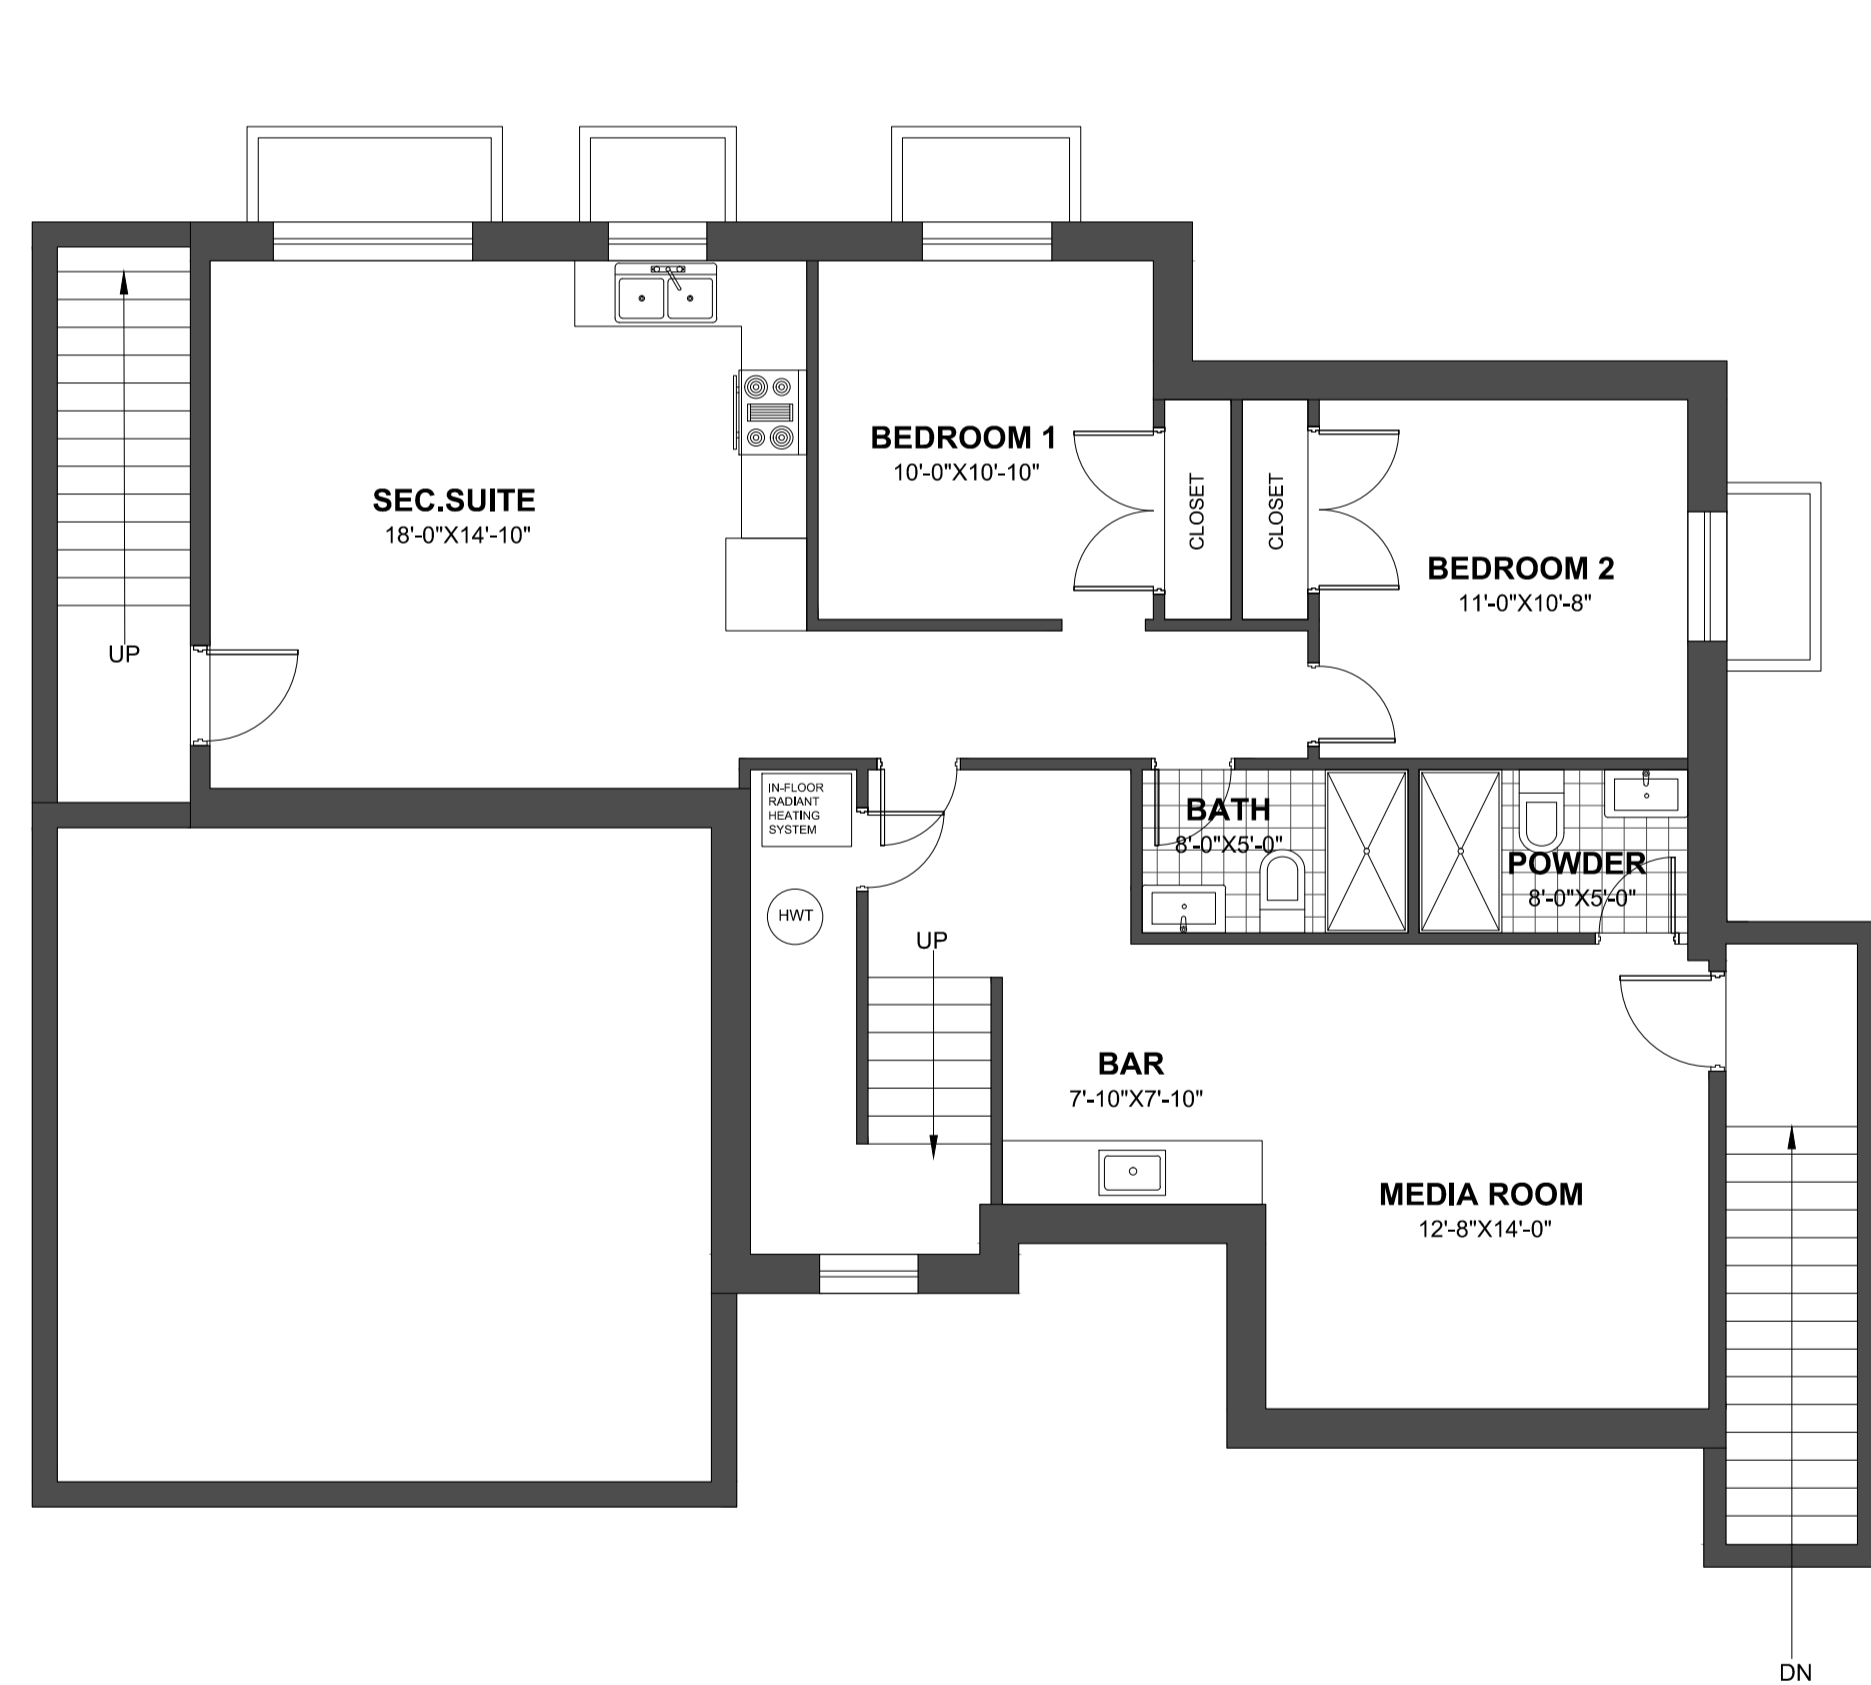 BEDROOM 1
10'-0"X10'-10"
SEC.SUITE
18'-0"X14'-10"
CLOSET
CLOSET
BEDROOM 2
11'-0"X10'-8"
UP
IN-FLOOR
RADIANT
HEATING
SYSTEM
BATH
8'-0"X5'-0"
POWDER
8'-0"X5'-0"
HWT
UP
BAR
7'-10"X7'-10"
MEDIA ROOM
12'-8"X14'-0"
DN